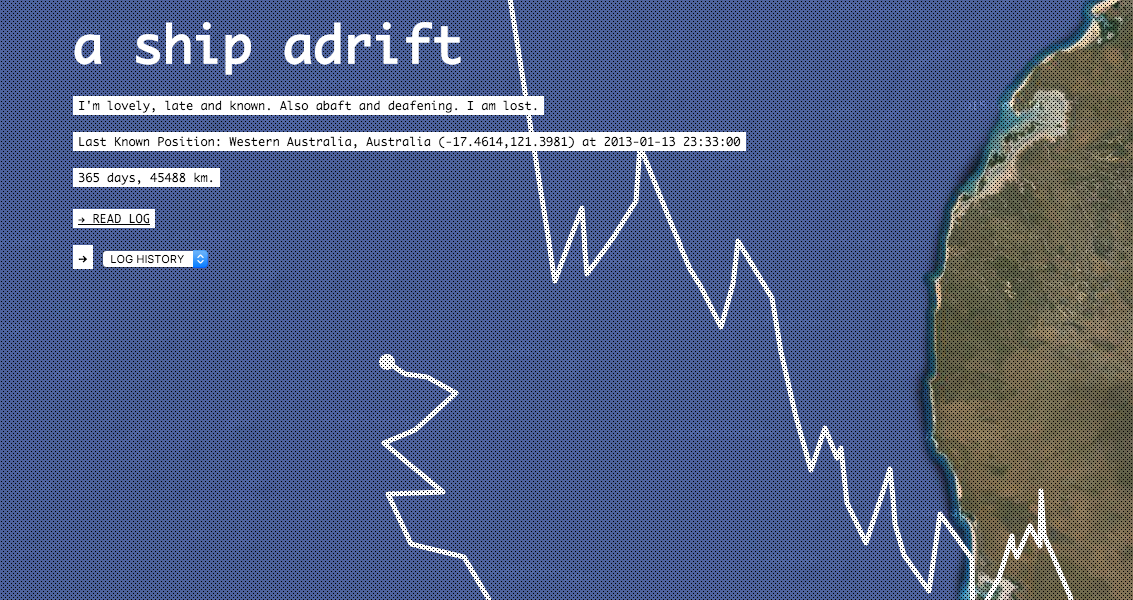 a ship adrift
I'm lovely, late and known. Also abaft and deafening. I am lost.
Last Known Position: Western Australia, Australia (-17.4614,121.3981) at 2013-01-13 23:33:00
365 days, 45488 km.
→ READ LOG
→ LOG HISTORY